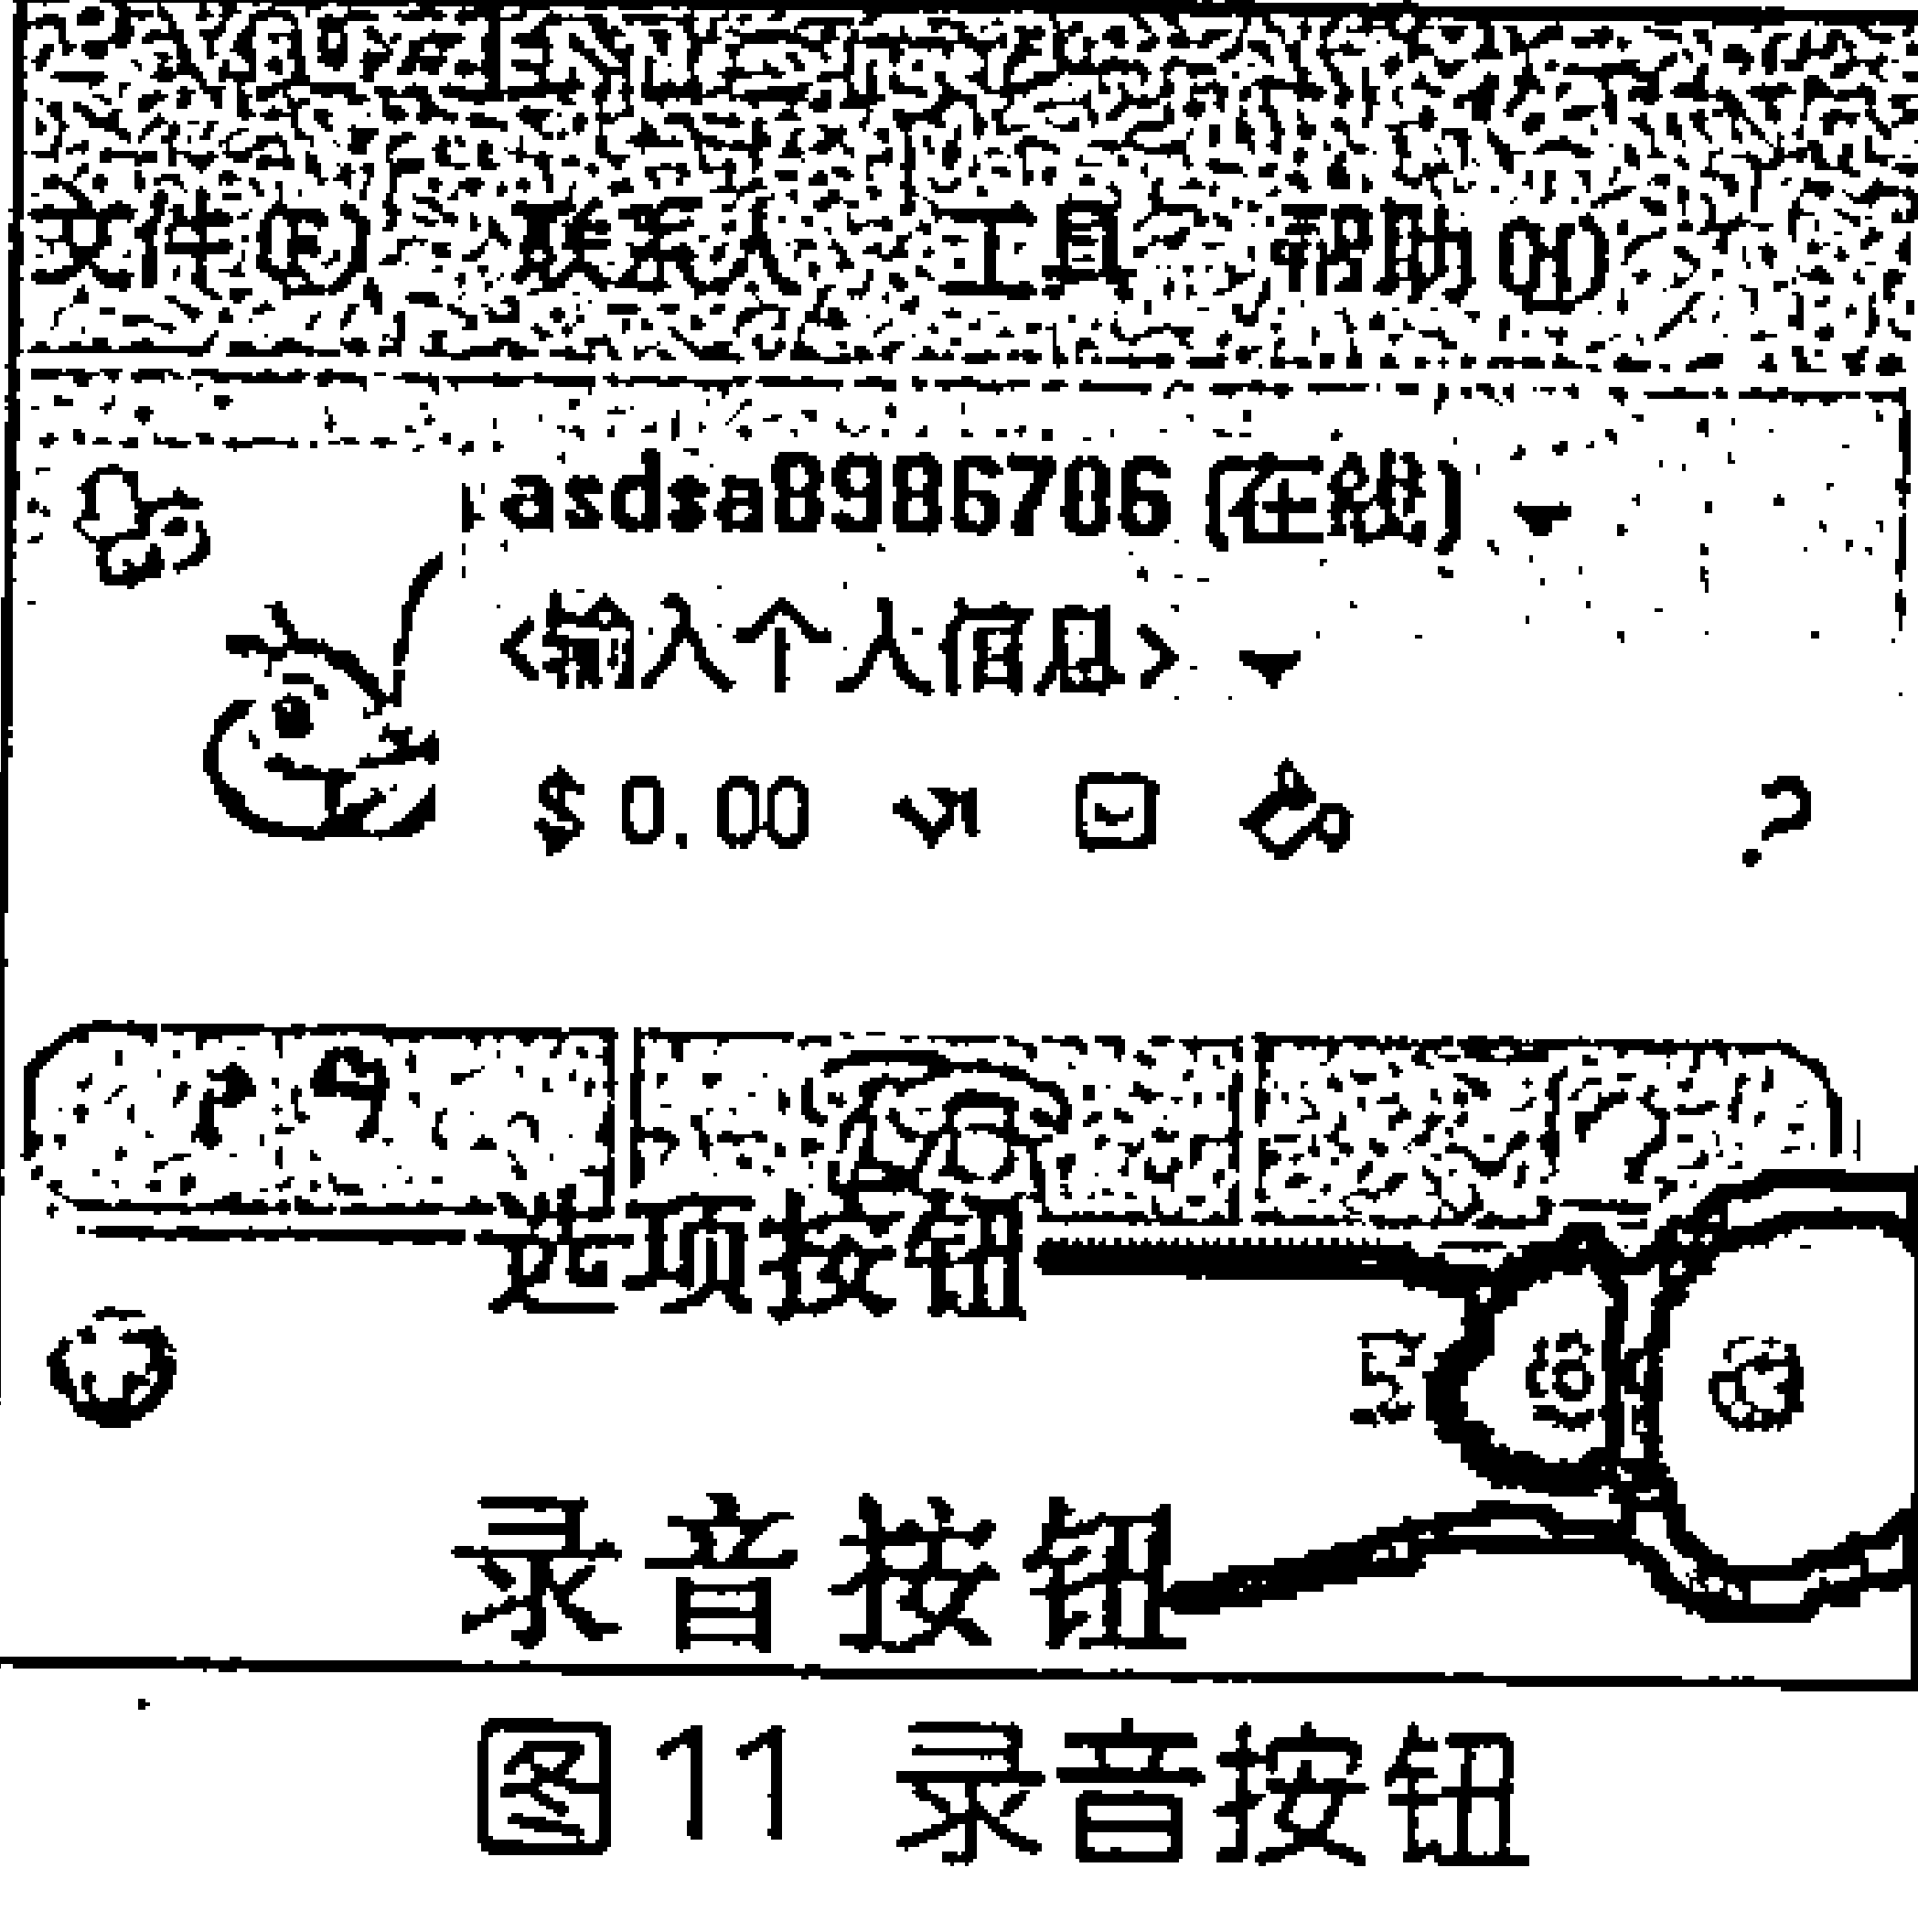 文件(F) 联系人 工具 帮助(H)
asdsa8986706 (在线)
<输入个人信息>
$0.00 ?
选项按钮
录音按钮
图11 录音按钮